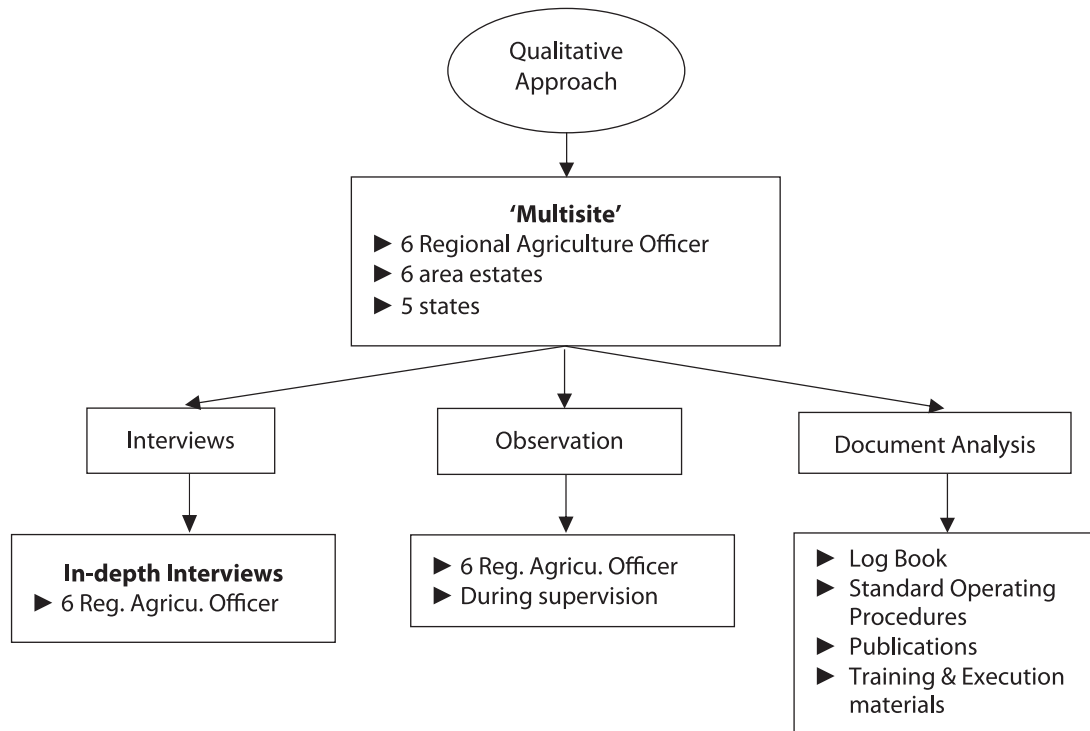 Qualitative
Approach
‘Multisite’
► 6 Regional Agriculture Officer
► 6 area estates
► 5 states
Interviews
Observation
Document Analysis
In-depth Interviews
► 6 Reg. Agricu. Officer
► 6 Reg. Agricu. Officer
► During supervision
► Log Book
► Standard Operating
Procedures
► Publications
► Training & Execution
materials